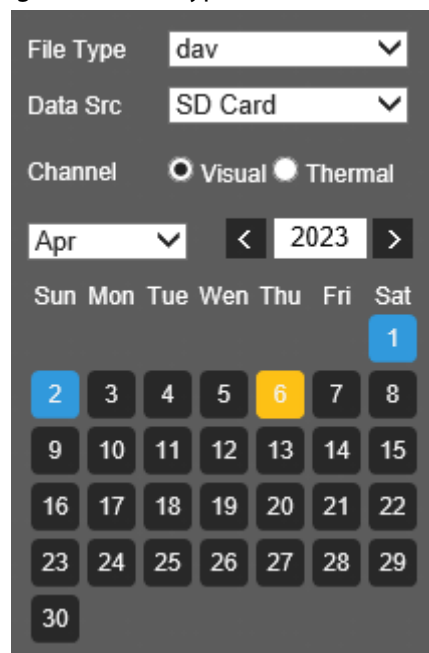 File Type dav
Data Src SD Card
Channel Visual Thermal
Apr < 2023 >
Sun Mon Tue Wen Thu Fri Sat
1
2 3 4 5 6 7 8
9 10 11 12 13 14 15
16 17 18 19 20 21 22
23 24 25 26 27 28 29
30